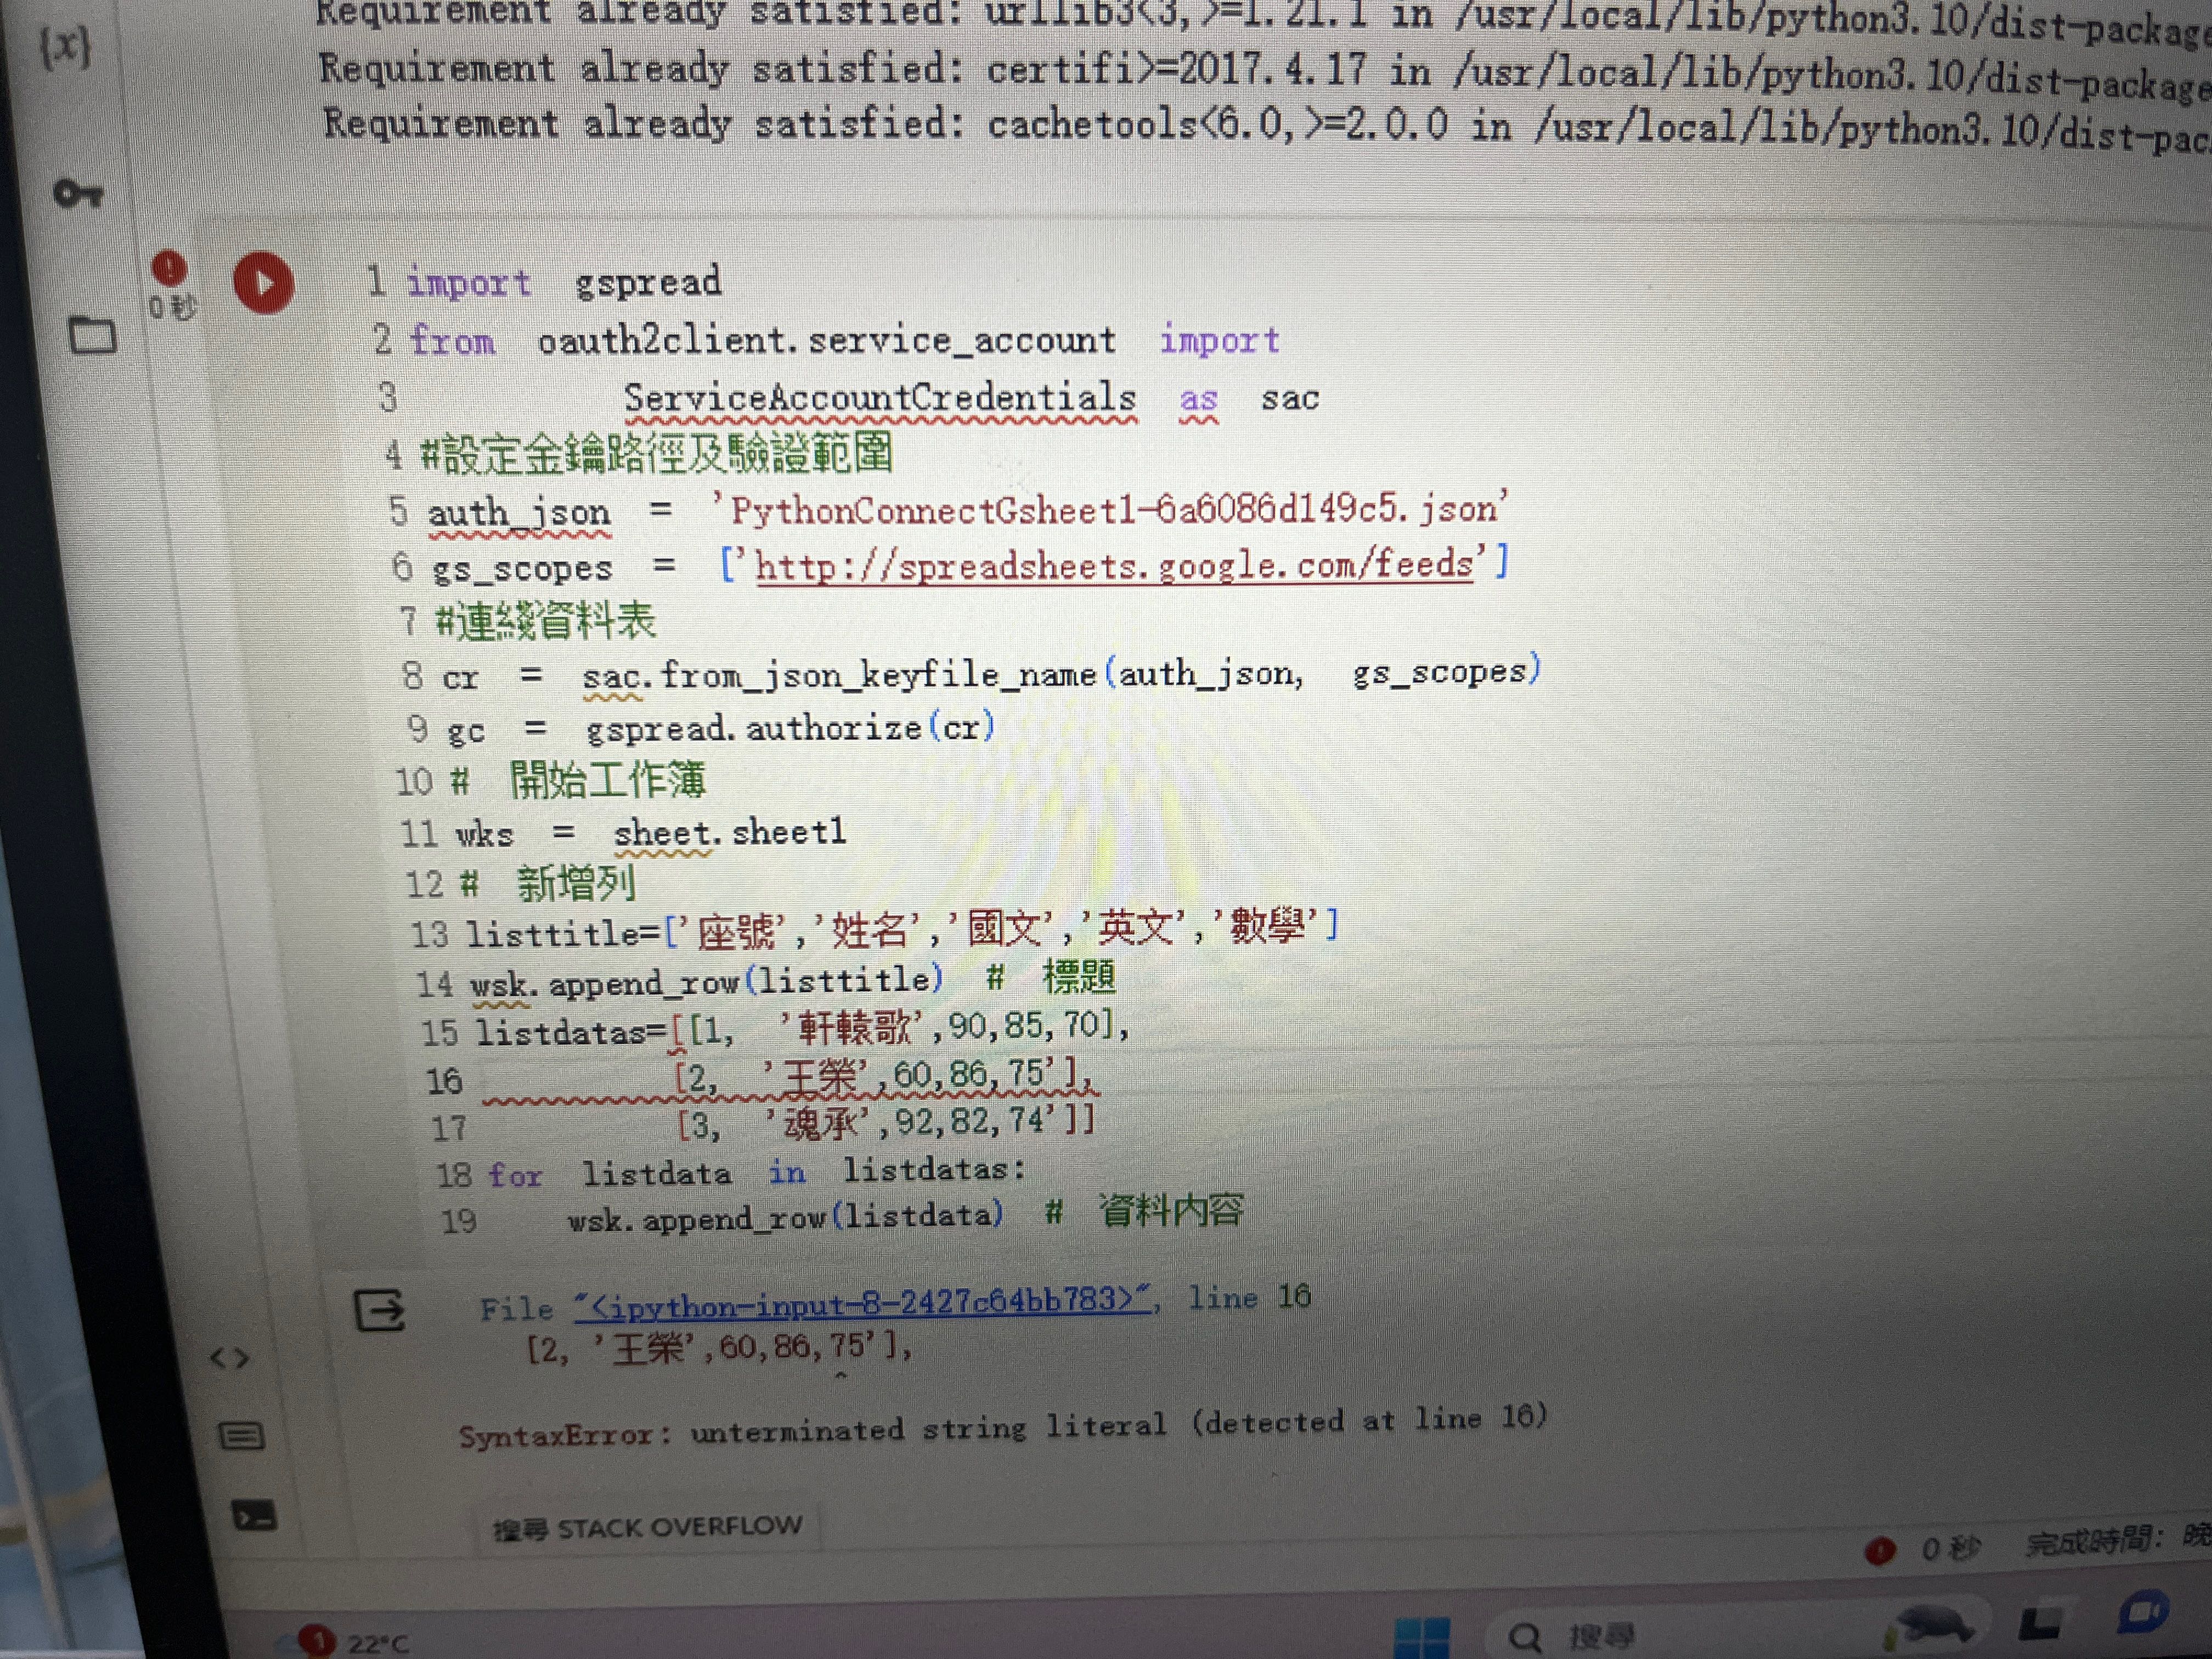 Requirement already satisfied: urllib3<3,>=1.21.1 in /usr/local/lib/python3.10/dist-package
Requirement already satisfied: certifi>=2017.4.17 in /usr/local/lib/python3.10/dist-package
Requirement already satisfied: cachetools<6.0,>=2.0.0 in /usr/local/lib/python3.10/dist-pac
{x}
0 秒
1 import gspread
2 from oauth2client.service_account import
3 ServiceAccountCredentials as sac
4 #設定金鑰路徑及驗證範圍
5 auth_json = 'PythonConnectGsheet1-6a6086d149c5.json'
6 gs_scopes = ['http://spreadsheets.google.com/feeds']
7 #連綫資料表
8 cr = sac.from_json_keyfile_name(auth_json, gs_scopes)
9 gc = gspread.authorize(cr)
10 # 開始工作簿
11 wks = sheet.sheet1
12 # 新增列
13 listtitle=['座號','姓名','國文','英文','數學']
14 wsk.append_row(listtitle) # 標題
15 listdatas=[[1, '軒轅歌',90,85,70],
16 [2, '王榮',60,86,75'],
17 [3, '魂承',92,82,74']]
18 for listdata in listdatas:
19 wsk.append_row(listdata) # 資料内容
File "<ipython-input-8-2427c64bb783>", line 16
[2, '王榮',60,86,75'],
^
SyntaxError: unterminated string literal (detected at line 16)
搜尋 STACK OVERFLOW
0 秒 完成時間: 晚
1 22°C
搜尋